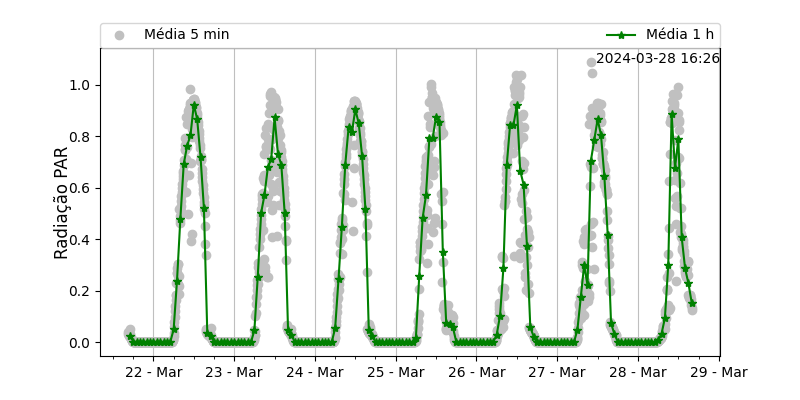 Média 5 min
Média 1 h
2024-03-28 16:26
Radiação PAR
1.0
0.8
0.6
0.4
0.2
0.0
22 - Mar
23 - Mar
24 - Mar
25 - Mar
26 - Mar
27 - Mar
28 - Mar
29 - Mar